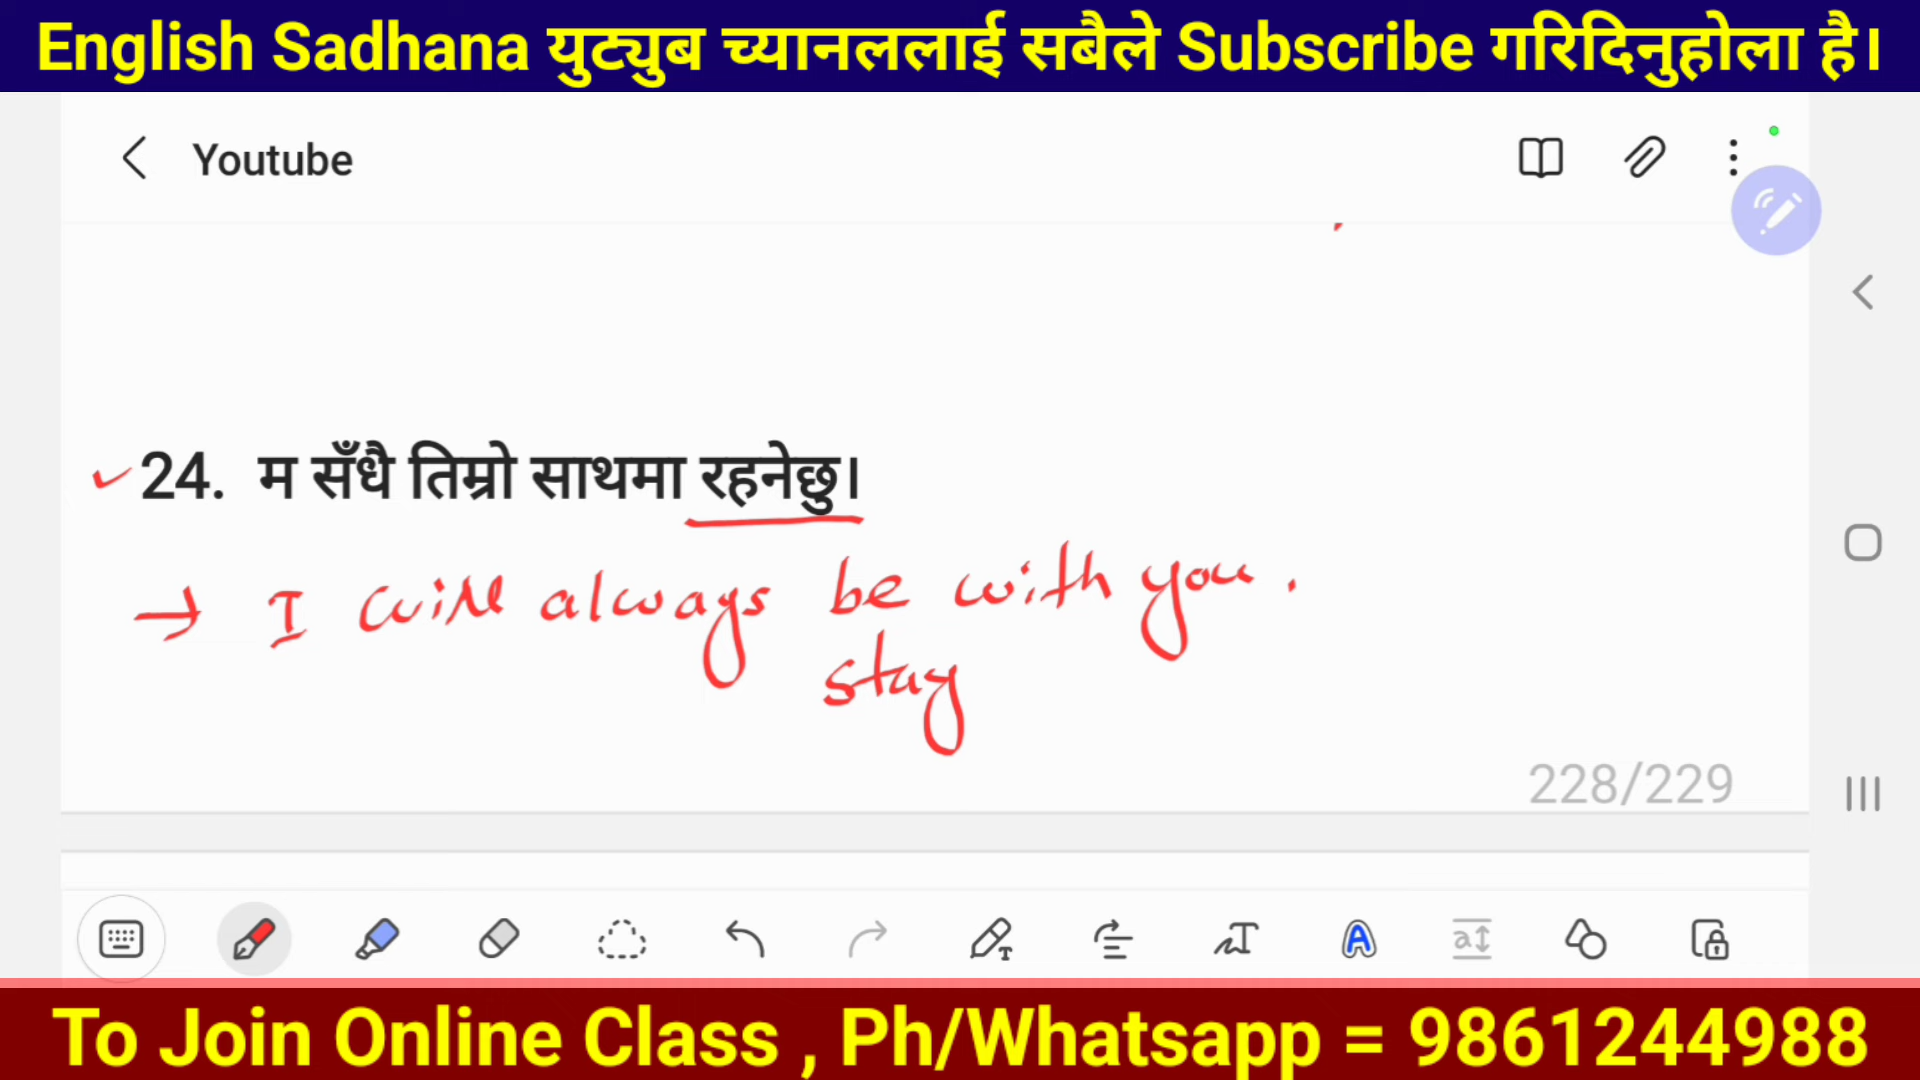 English Sadhana युट्युब च्यानललाई सबैले Subscribe गरिदिनुहोला है।
Youtube
24. म सँधै तिम्रो साथमा रहनेछु।
→ I will always be with you.
stay
228/229
To Join Online Class , Ph/Whatsapp = 9861244988